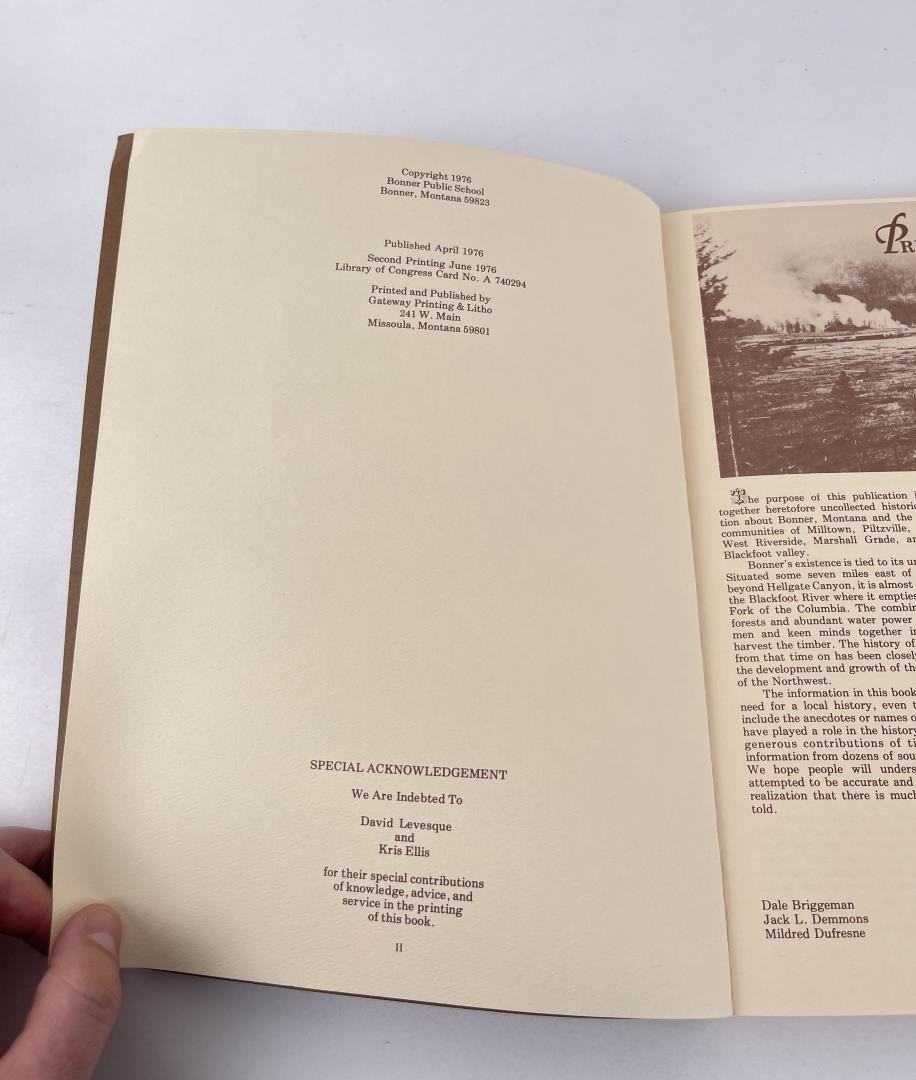 Copyright 1976
Bonner Public School
Bonner, Montana 59823
Published April 1976
Second Printing June 1976
Library of Congress Card No. A 740294
Printed and Published by
Gateway Printing & Litho
241 W. Main
Missoula, Montana 59801
SPECIAL ACKNOWLEDGEMENT
We Are Indebted To
David Levesque
and
Kris Ellis
for their special contributions
of knowledge, advice, and
service in the printing
of this book.
II
The purpose of this publication
together heretofore uncollected
tion about Bonner, Montana and the
communities of Milltown, Piltzville,
West Riverside, Marshall Grade,
Blackfoot valley.
Bonner's existence is tied to its
Situated some seven miles east of
beyond Hellgate Canyon, it is almost
the Blackfoot River where it empties
Fork of the Columbia. The
forests and abundant water power
men and keen minds together
harvest the timber. The history of
from that time on has been
the development and growth of
of the Northwest.
The information in this book
need for a local history, even
include the anecdotes or names
have played a role in the history
generous contributions of
information from dozens of
We hope people will
attempted to be accurate and
realization that there is much
told.
Dale Briggeman
Jack L. Demmons
Mildred Dufresne